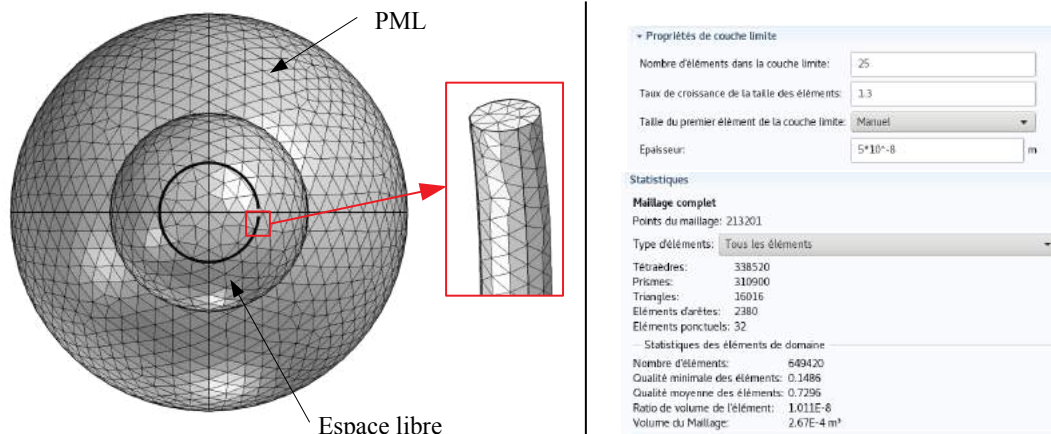 PML
Espace libre
Propriétés de couche limite
Nombre d'éléments dans la couche limite: 25
Taux de croissance de la taille des éléments: 1.3
Taille du premier élément de la couche limite: Manuel
Epaisseur: 5*10^-8 m
Statistiques
Maillage complet
Points du maillage: 213201
Type d'éléments: Tous les éléments
Tétraèdres: 338520
Prismes: 310900
Triangles: 16016
Eléments d'arêtes: 2380
Eléments ponctuels: 32
Statistiques des éléments de domaine
Nombre d'éléments: 649420
Qualité minimale des éléments: 0.1486
Qualité moyenne des éléments: 0.7296
Ratio de volume de l'élément: 1.011E-8
Volume du Maillage: 2.67E-4 m³